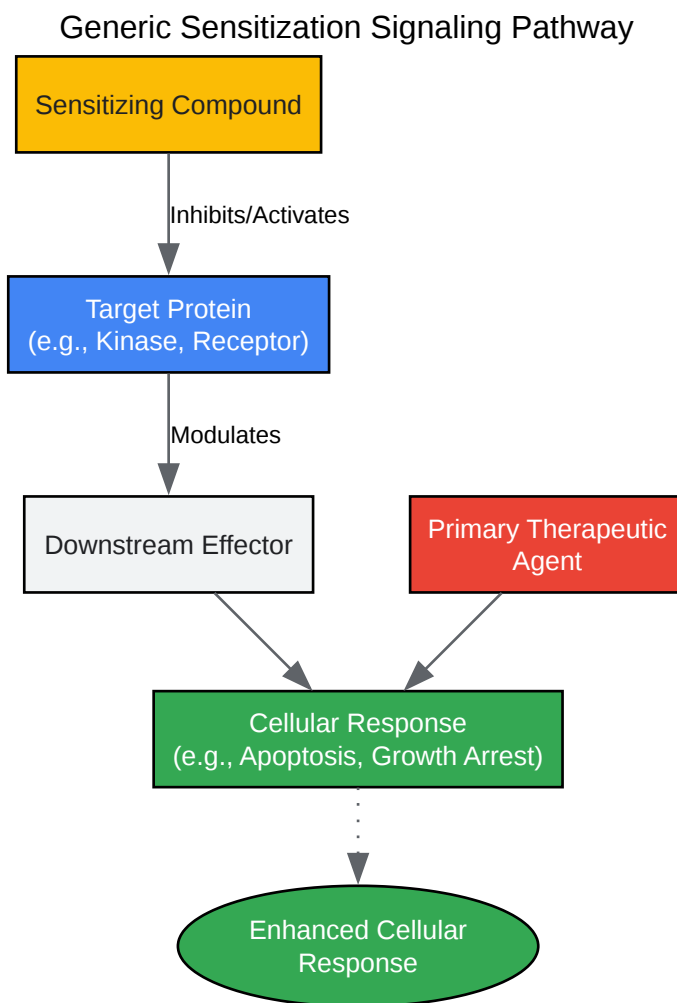 Generic Sensitization Signaling Pathway
Sensitizing Compound
Inhibits/Activates
Target Protein
(e.g., Kinase, Receptor)
Modulates
Downstream Effector
Primary Therapeutic
Agent
Cellular Response
(e.g., Apoptosis, Growth Arrest)
Enhanced Cellular
Response